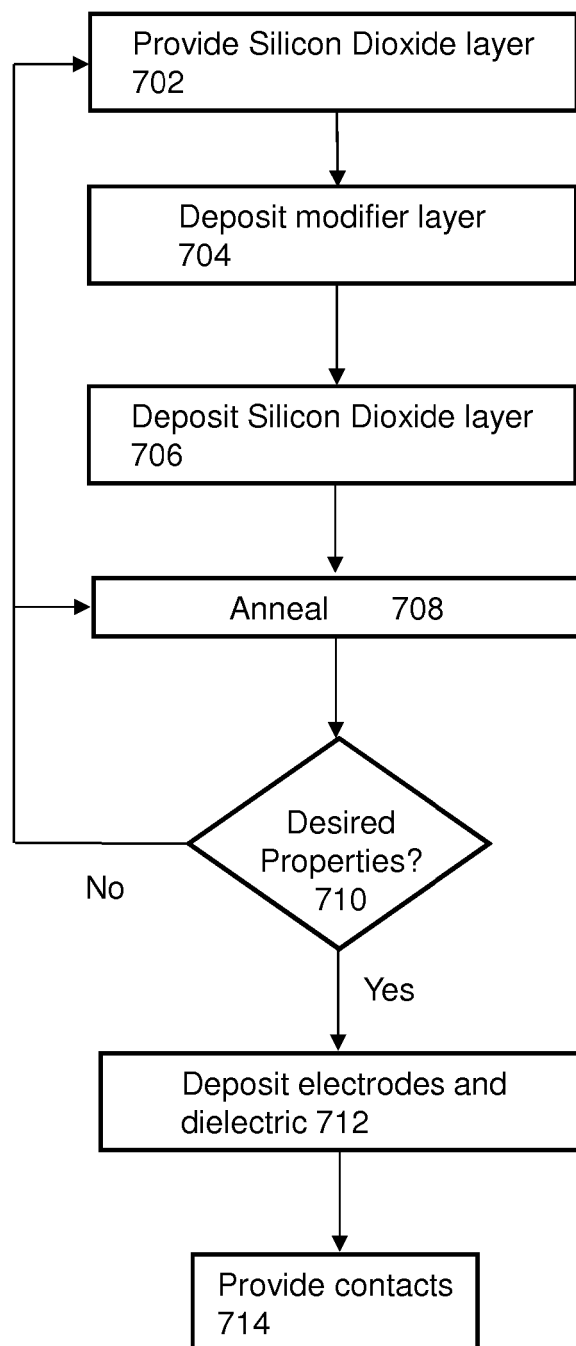 Provide Silicon Dioxide layer
702
Deposit modifier layer
704
Deposit Silicon Dioxide layer
706
Anneal 708
Desired
Properties?
710
No
Yes
Deposit electrodes and
dielectric 712
Provide contacts
714